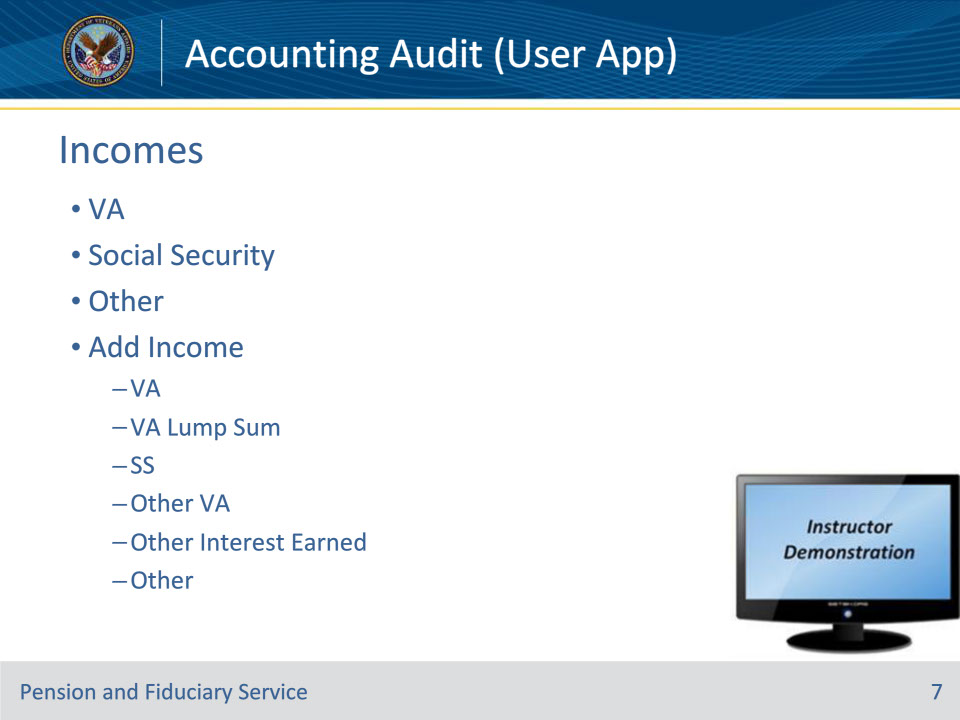 Accounting Audit (User App)
Incomes
• VA
• Social Security
• Other
• Add Income
–VA
–VA Lump Sum
–SS
–Other VA
–Other Interest Earned
–Other
Instructor
Demonstration
Pension and Fiduciary Service
7